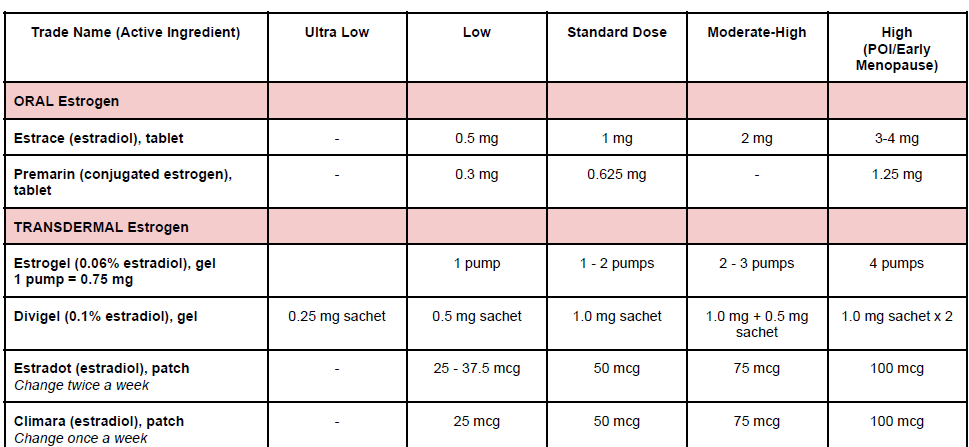 Trade Name (Active Ingredient) Ultra Low Low Standard Dose Moderate-High High
(POI/Early
Menopause)
ORAL Estrogen
Estrace (estradiol), tablet - 0.5 mg 1 mg 2 mg 3-4 mg
Premarin (conjugated estrogen), - 0.3 mg 0.625 mg - 1.25 mg
tablet
TRANSDERMAL Estrogen
Estrogel (0.06% estradiol), gel 1 pump 1 - 2 pumps 2 - 3 pumps 4 pumps
1 pump = 0.75 mg
Divigel (0.1% estradiol), gel 0.25 mg sachet 0.5 mg sachet 1.0 mg sachet 1.0 mg + 0.5 mg 1.0 mg sachet x 2
sachet
Estradot (estradiol), patch - 25 - 37.5 mcg 50 mcg 75 mcg 100 mcg
Change twice a week
Climara (estradiol), patch - 25 mcg 50 mcg 75 mcg 100 mcg
Change once a week